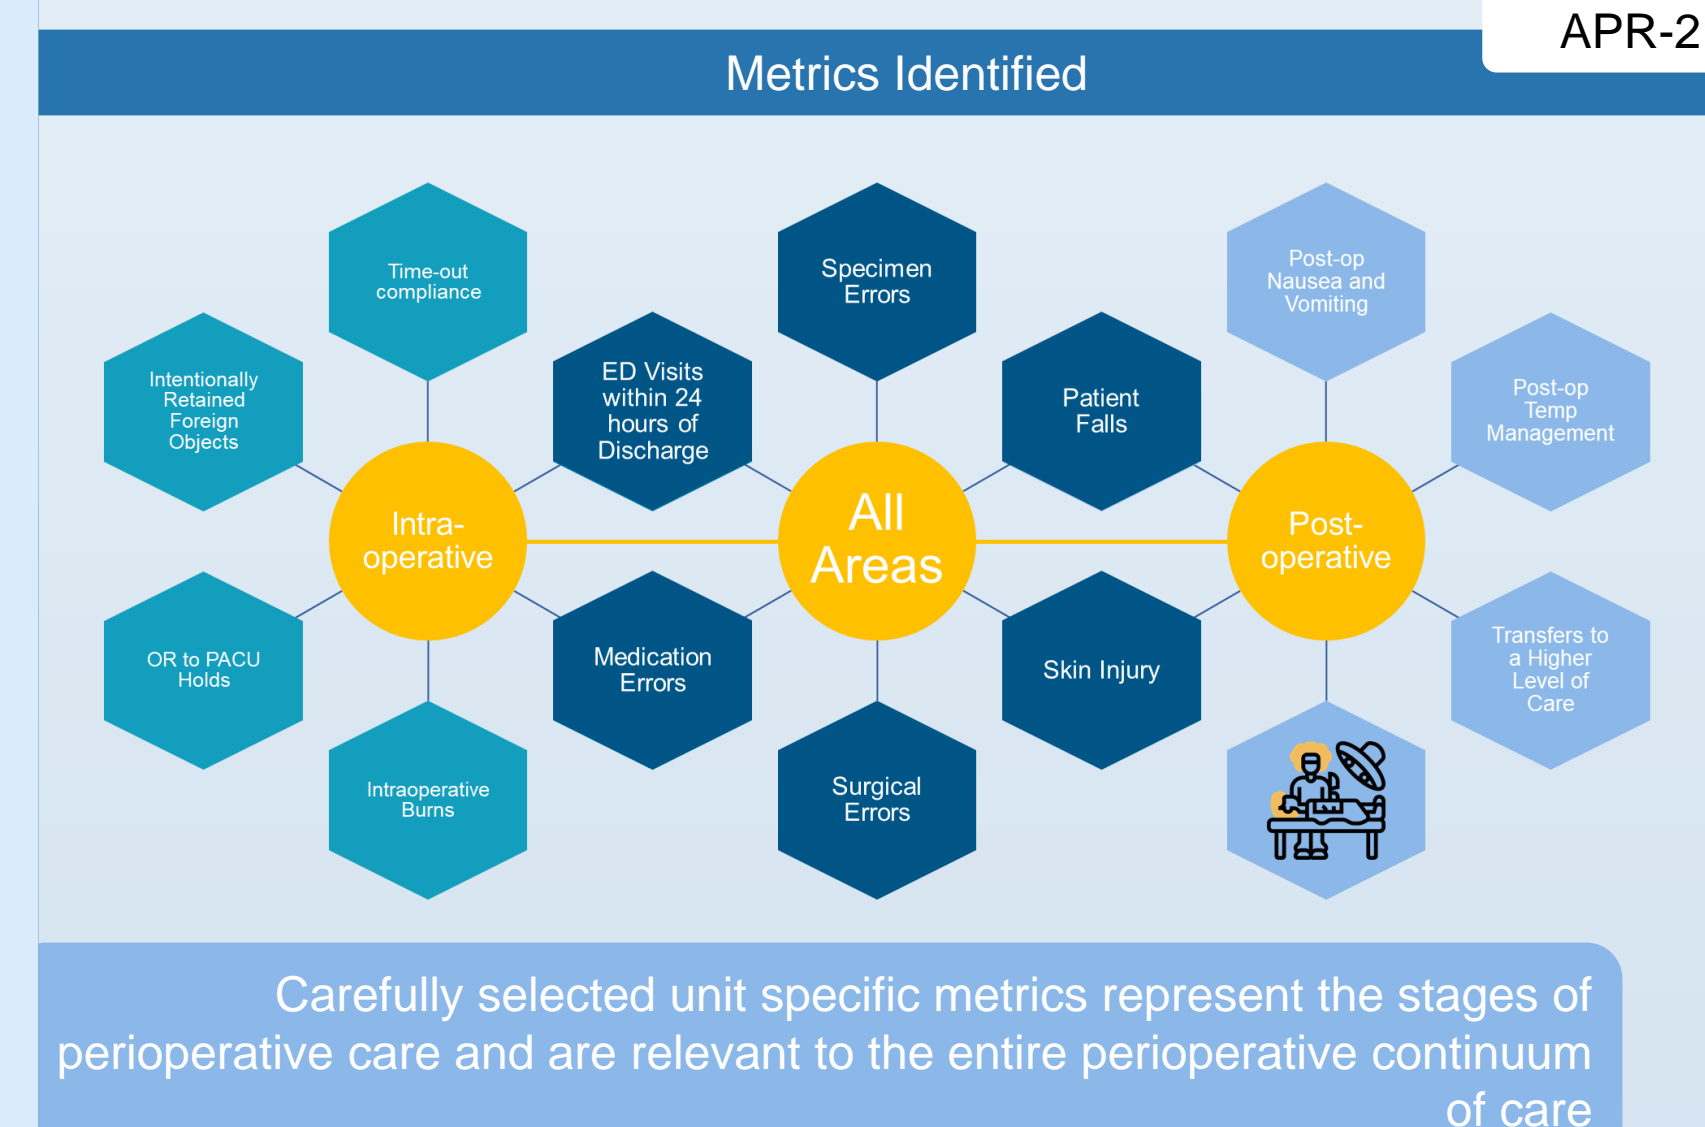 APR-2
Metrics Identified
Time-out
compliance
Specimen
Errors
Post-op
Nausea and
Vomiting
Intentionally
Retained
Foreign
Objects
ED Visits
within 24
hours of
Discharge
Patient
Falls
Post-op
Temp
Management
Intra-
operative
All
Areas
Post-
operative
OR to PACU
Holds
Medication
Errors
Skin Injury
Transfers to
a Higher
Level of
Care
Intraoperative
Burns
Surgical
Errors
Carefully selected unit specific metrics represent the stages of
perioperative care and are relevant to the entire perioperative continuum
of care